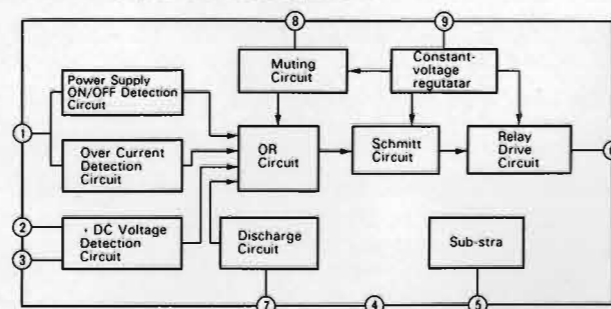 8
9
Power Supply
ON/OFF Detection
Circuit
Muting
Circuit
Constant-
voltage
regutatar
1
Over Current
Detection
Circuit
OR
Circuit
Schmitt
Circuit
Relay
Drive
Circuit
6
2
3
· DC Voltage
Detection
Circuit
Discharge
Circuit
Sub-stra
7
4
5